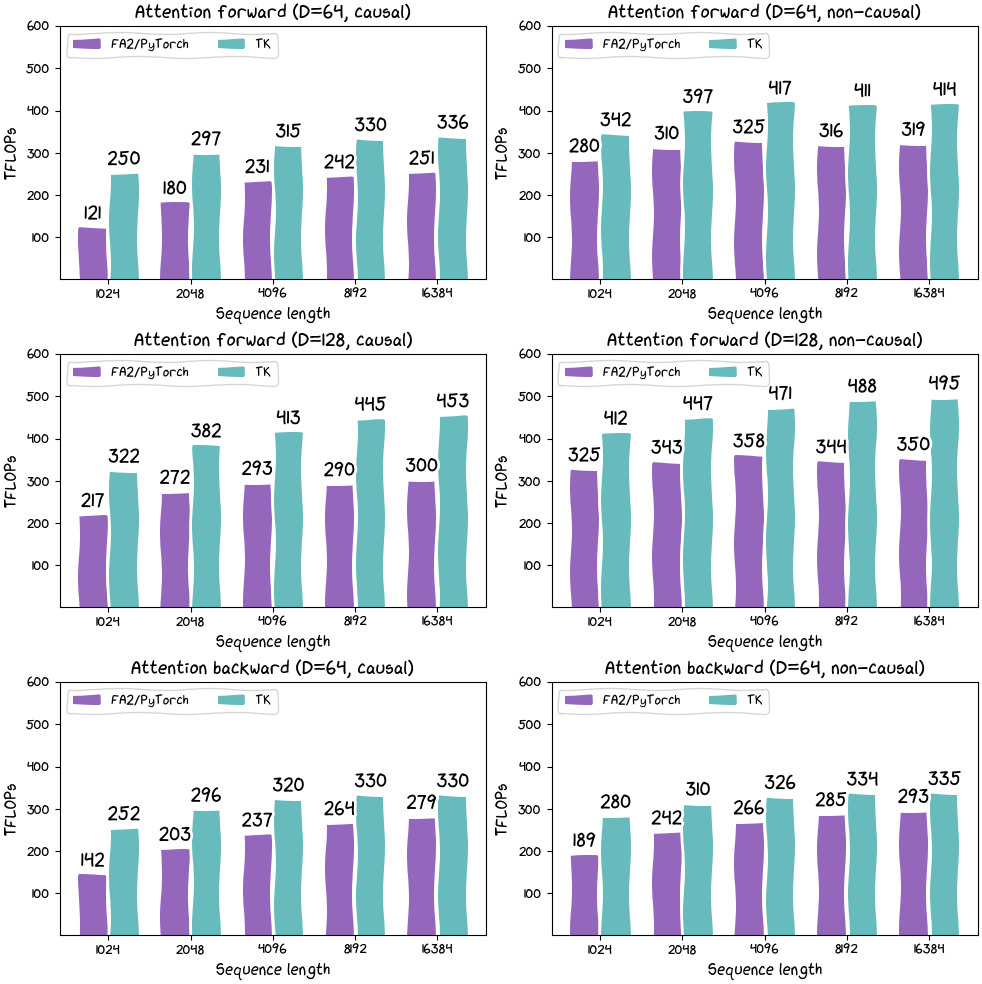 Attention forward (D=64, causal)
FA2/PyTorch TK
TFLOPs
600
500
400
300
200
100
121 250 180 297 231 315 242 330 251 336
1024 2048 4096 8192 16384
Sequence length
Attention forward (D=64, non-causal)
FA2/PyTorch TK
TFLOPs
600
500
400
300
200
100
280 342 310 397 325 417 316 411 319 414
1024 2048 4096 8192 16384
Sequence length
Attention forward (D=128, causal)
FA2/PyTorch TK
TFLOPs
600
500
400
300
200
100
217 322 272 382 293 413 290 445 300 453
1024 2048 4096 8192 16384
Sequence length
Attention forward (D=128, non-causal)
FA2/PyTorch TK
TFLOPs
600
500
400
300
200
100
325 412 343 447 358 471 344 488 350 495
1024 2048 4096 8192 16384
Sequence length
Attention backward (D=64, causal)
FA2/PyTorch TK
TFLOPs
600
500
400
300
200
100
142 252 203 296 237 320 264 330 279 330
1024 2048 4096 8192 16384
Sequence length
Attention backward (D=64, non-causal)
FA2/PyTorch TK
TFLOPs
600
500
400
300
200
100
189 280 242 310 266 326 285 334 293 335
1024 2048 4096 8192 16384
Sequence length